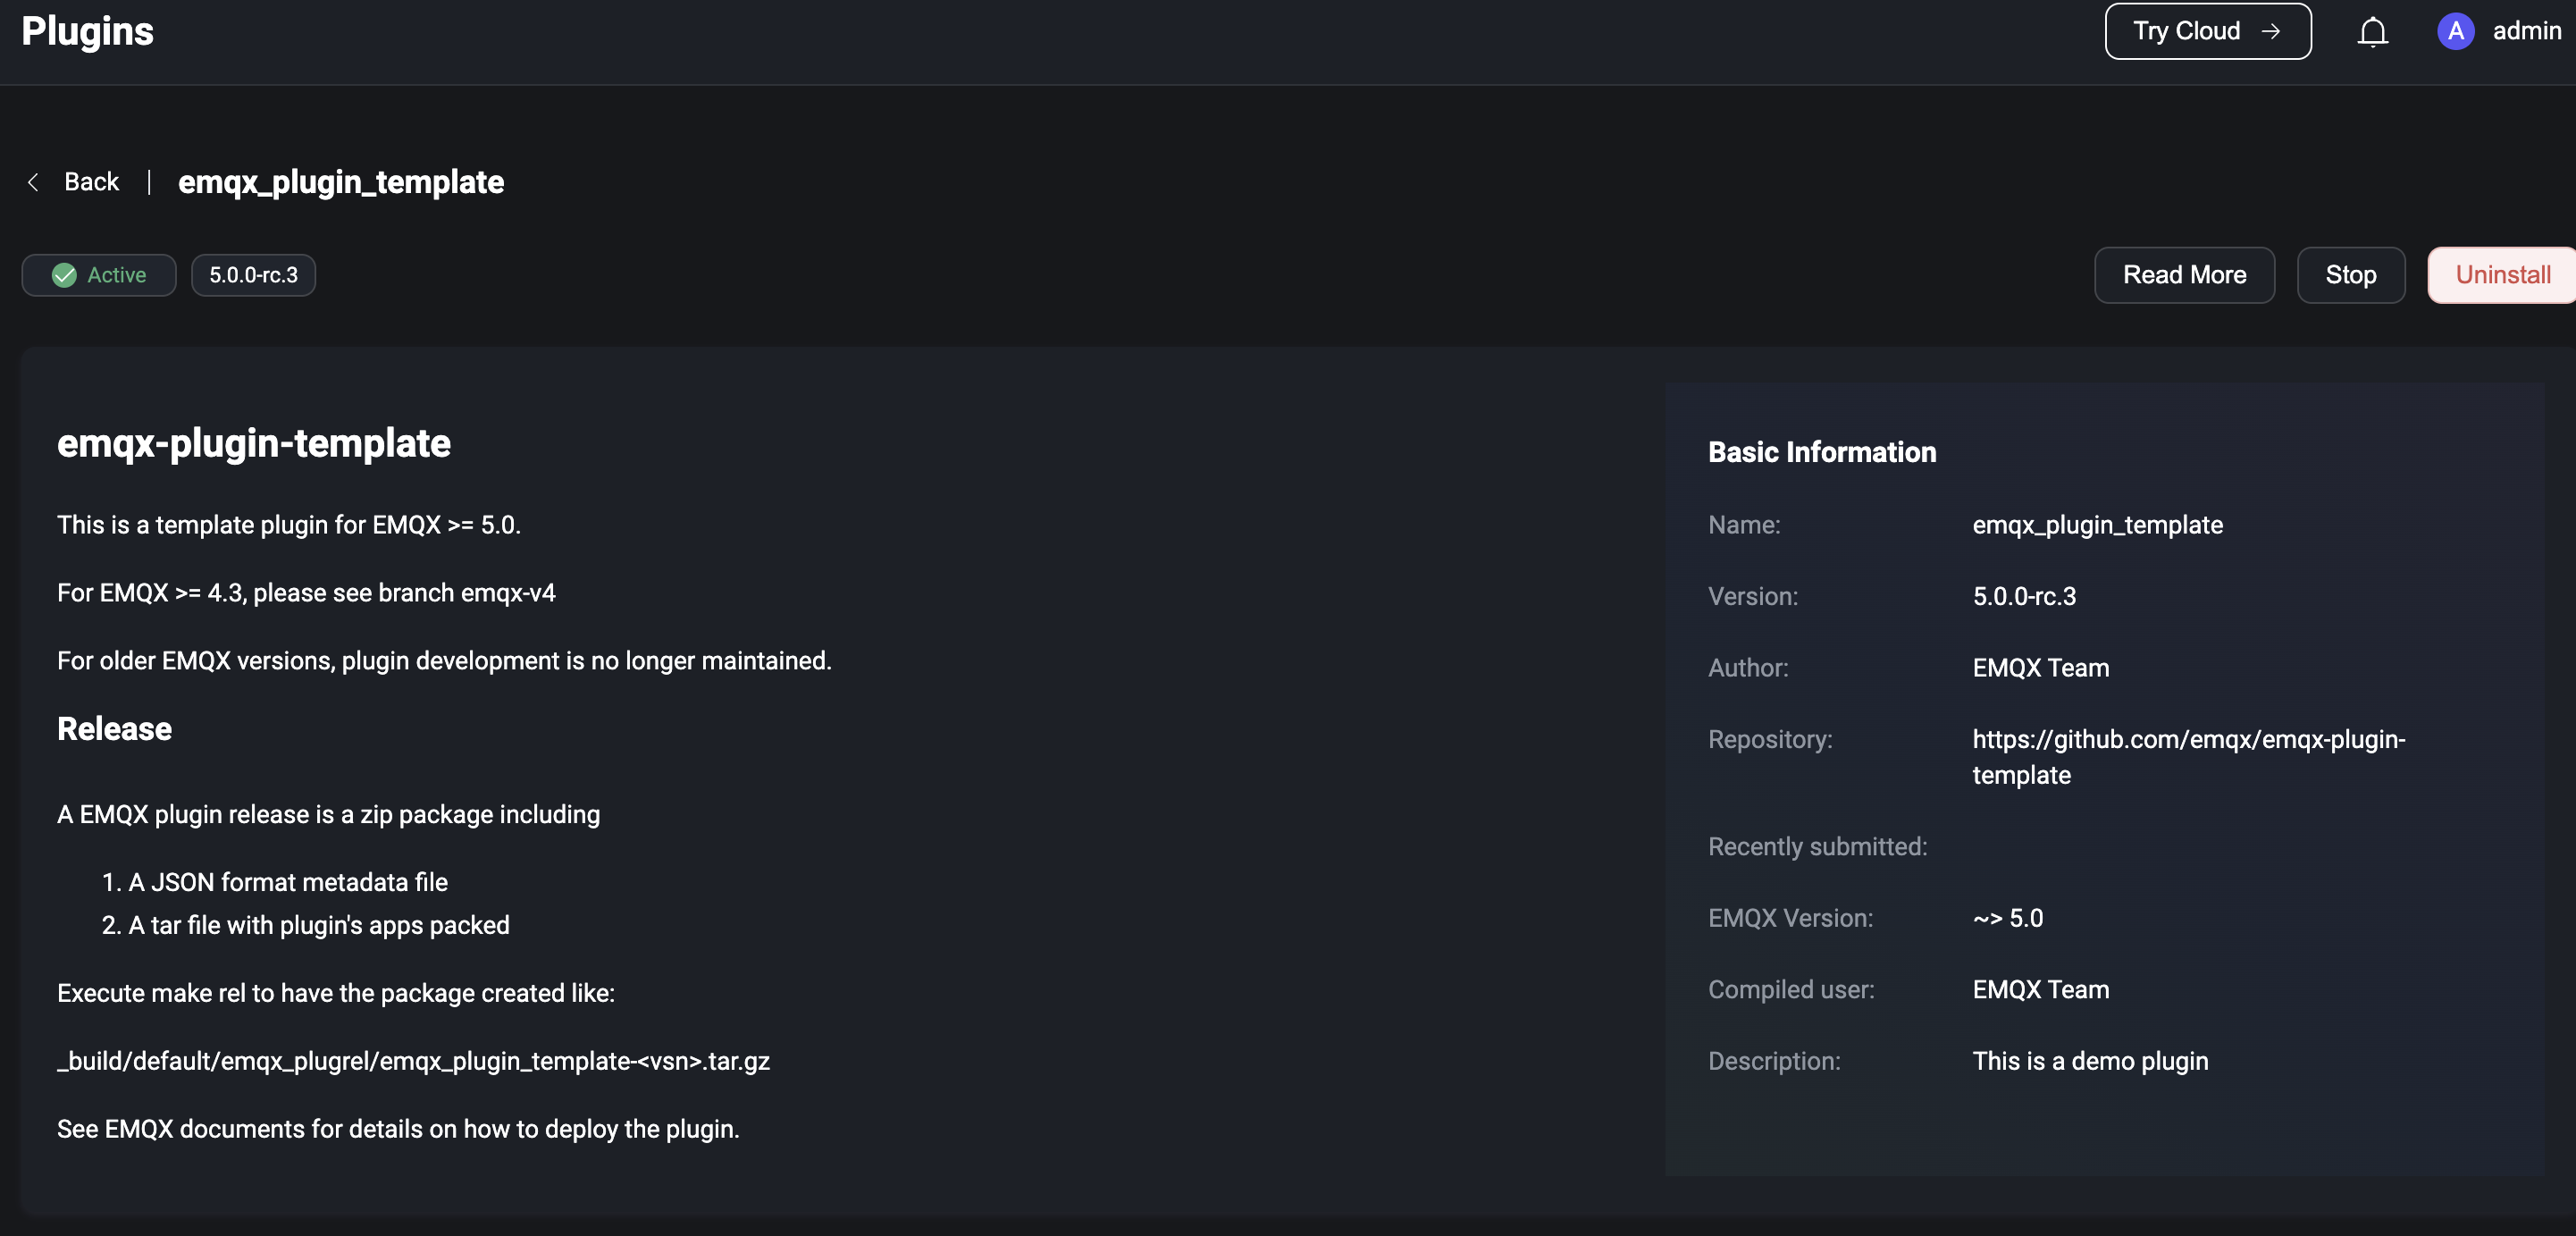 Plugins
Try Cloud →
A admin
Back | emqx_plugin_template
Active 5.0.0-rc.3
Read More Stop Uninstall
emqx-plugin-template
This is a template plugin for EMQX >= 5.0.
For EMQX >= 4.3, please see branch emqx-v4
For older EMQX versions, plugin development is no longer maintained.
Release
A EMQX plugin release is a zip package including
1. A JSON format metadata file
2. A tar file with plugin's apps packed
Execute make rel to have the package created like:
_build/default/emqx_plugrel/emqx_plugin_template-<vsn>.tar.gz
See EMQX documents for details on how to deploy the plugin.
Basic Information
Name: emqx_plugin_template
Version: 5.0.0-rc.3
Author: EMQX Team
Repository: https://github.com/emqx/emqx-plugin-
template
Recently submitted:
EMQX Version: ~> 5.0
Compiled user: EMQX Team
Description: This is a demo plugin